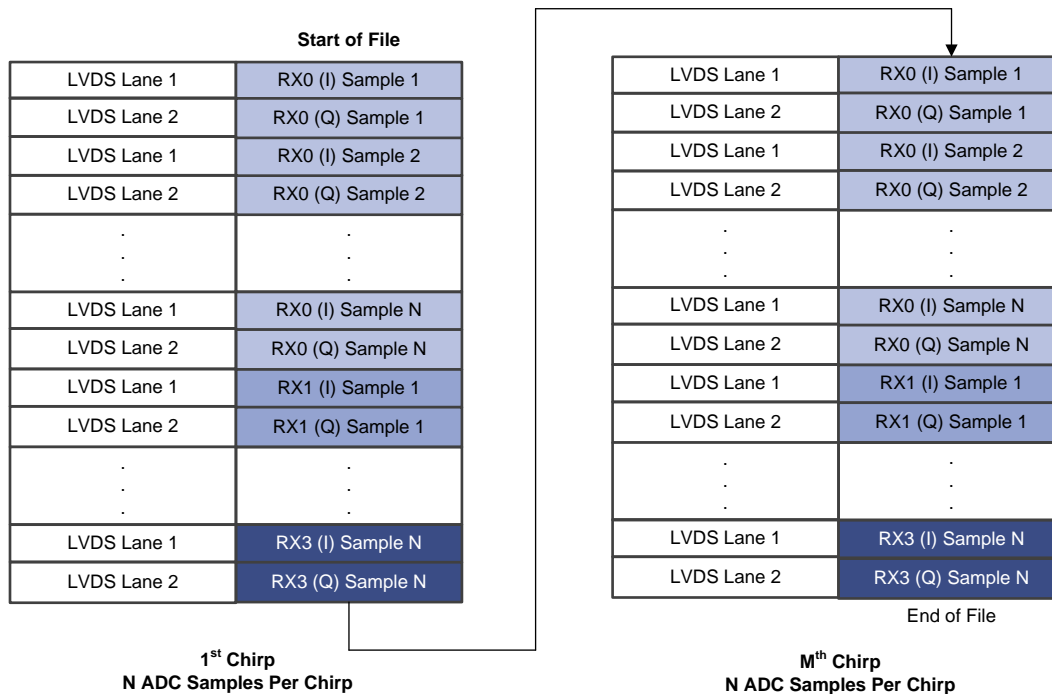 Start of File
LVDS Lane 1 RX0 (I) Sample 1
LVDS Lane 2 RX0 (Q) Sample 1
LVDS Lane 1 RX0 (I) Sample 2
LVDS Lane 2 RX0 (Q) Sample 2
. .
. .
. .
LVDS Lane 1 RX0 (I) Sample N
LVDS Lane 2 RX0 (Q) Sample N
LVDS Lane 1 RX1 (I) Sample 1
LVDS Lane 2 RX1 (Q) Sample 1
. .
. .
. .
LVDS Lane 1 RX3 (I) Sample N
LVDS Lane 2 RX3 (Q) Sample N
1st Chirp
N ADC Samples Per Chirp
LVDS Lane 1 RX0 (I) Sample 1
LVDS Lane 2 RX0 (Q) Sample 1
LVDS Lane 1 RX0 (I) Sample 2
LVDS Lane 2 RX0 (Q) Sample 2
. .
. .
. .
LVDS Lane 1 RX0 (I) Sample N
LVDS Lane 2 RX0 (Q) Sample N
LVDS Lane 1 RX1 (I) Sample 1
LVDS Lane 2 RX1 (Q) Sample 1
. .
. .
. .
LVDS Lane 1 RX3 (I) Sample N
LVDS Lane 2 RX3 (Q) Sample N
End of File
Mth Chirp
N ADC Samples Per Chirp